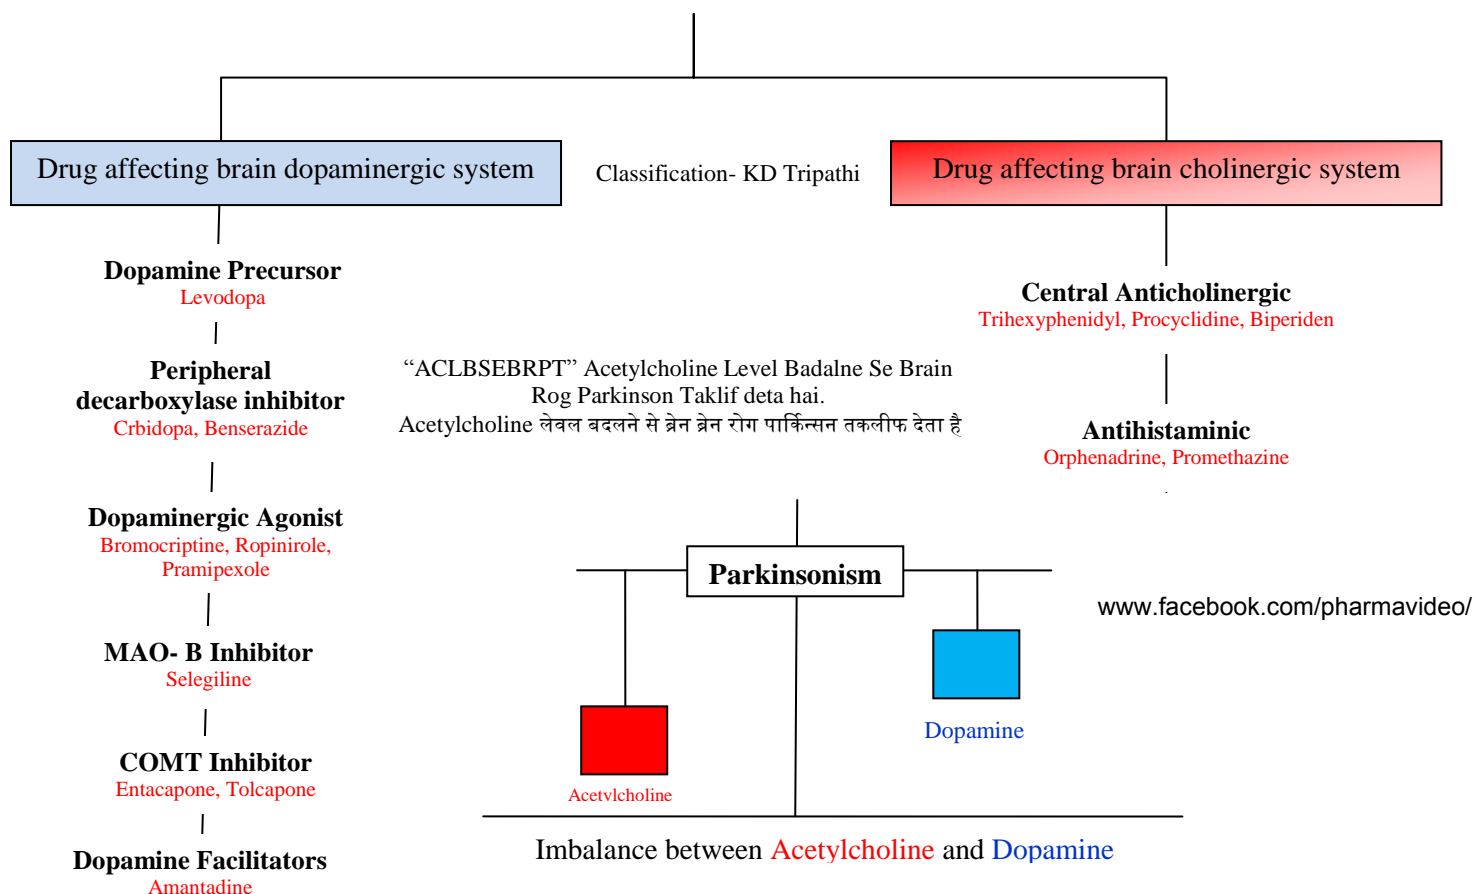 Drug affecting brain dopaminergic system
Classification- KD Tripathi
Drug affecting brain cholinergic system
Dopamine Precursor
Levodopa
Peripheral
decarboxylase inhibitor
Crbidopa, Benserazide
Dopaminergic Agonist
Bromocriptine, Ropinirole,
Pramipexole
MAO- B Inhibitor
Selegiline
COMT Inhibitor
Entacapone, Tolcapone
Dopamine Facilitators
Amantadine
“ACLBSEBRPT” Acetylcholine Level Badalne Se Brain
Rog Parkinson Taklif deta hai.
Acetylcholine लेवल बदलने से ब्रेन ब्रेन रोग पार्किन्सन तकलीफ देता है
Central Anticholinergic
Trihexyphenidyl, Procyclidine, Biperiden
Antihistaminic
Orphenadrine, Promethazine
Parkinsonism
www.facebook.com/pharmavideo/
Dopamine
Acetylcholine
Imbalance between Acetylcholine and Dopamine